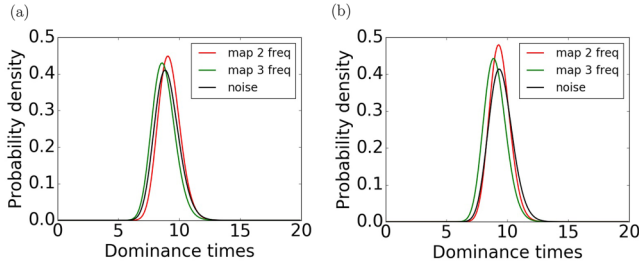 (a)
Probability density
0.5
0.4
0.3
0.2
0.1
0.0
map 2 freq
map 3 freq
noise
0 5 10 15 20
Dominance times
(b)
Probability density
0.5
0.4
0.3
0.2
0.1
0.0
map 2 freq
map 3 freq
noise
0 5 10 15 20
Dominance times